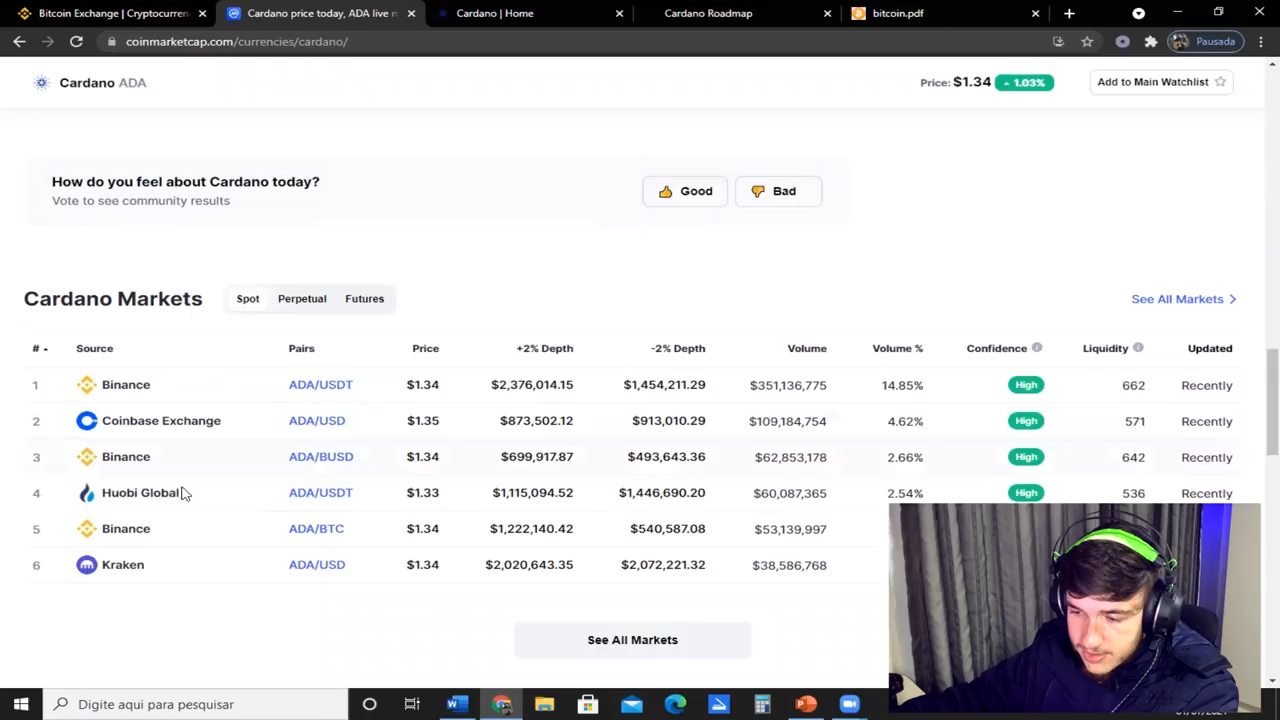 Bitcoin Exchange | Cryptocurren
Cardano price today, ADA live m
Cardano | Home
Cardano Roadmap
bitcoin.pdf
coinmarketcap.com/currencies/cardano/
Pausada
Cardano ADA
Price: $1.34 1.03%
Add to Main Watchlist
How do you feel about Cardano today?
Vote to see community results
Good
Bad
Cardano Markets
Spot Perpetual Futures
See All Markets
# Source Pairs Price +2% Depth -2% Depth Volume Volume % Confidence Liquidity Updated
1 Binance ADA/USDT $1.34 $2,376,014.15 $1,454,211.29 $351,136,775 14.85% High 662 Recently
2 Coinbase Exchange ADA/USD $1.35 $873,502.12 $913,010.29 $109,184,754 4.62% High 571 Recently
3 Binance ADA/BUSD $1.34 $699,917.87 $493,643.36 $62,853,178 2.66% High 642 Recently
4 Huobi Global ADA/USDT $1.33 $1,115,094.52 $1,446,690.20 $60,087,365 2.54% High 536 Recently
5 Binance ADA/BTC $1.34 $1,222,140.42 $540,587.08 $53,139,997
6 Kraken ADA/USD $1.34 $2,020,643.35 $2,072,221.32 $38,586,768
See All Markets
Digite aqui para pesquisar